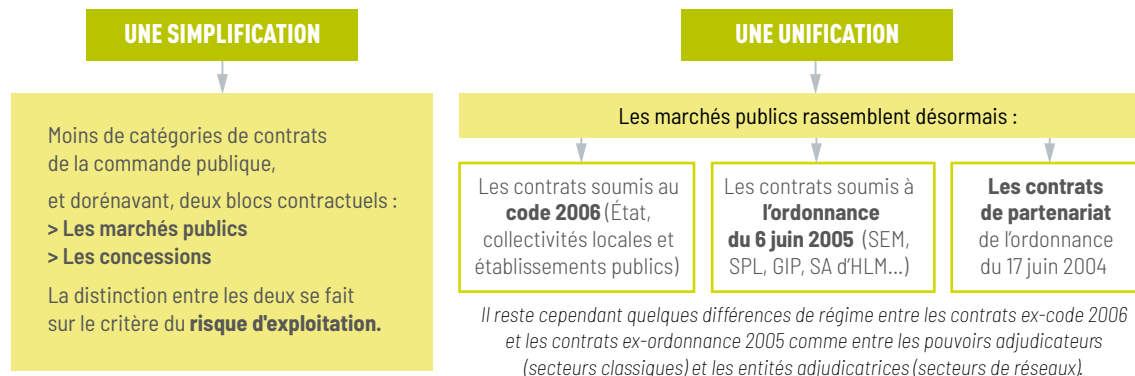 UNE SIMPLIFICATION
Moins de catégories de contrats
de la commande publique,
et dorénavant, deux blocs contractuels :
> Les marchés publics
> Les concessions
La distinction entre les deux se fait
sur le critère du risque d'exploitation.
UNE UNIFICATION
Les marchés publics rassemblent désormais :
Les contrats soumis au
code 2006 (État,
collectivités locales et
établissements publics)
Les contrats soumis à
l'ordonnance
du 6 juin 2005 (SEM,
SPL, GIP, SA d'HLM...)
Les contrats
de partenariat
de l'ordonnance
du 17 juin 2004
Il reste cependant quelques différences de régime entre les contrats ex-code 2006
et les contrats ex-ordonnance 2005 comme entre les pouvoirs adjudicateurs
(secteurs classiques) et les entités adjudicatrices (secteurs de réseaux).